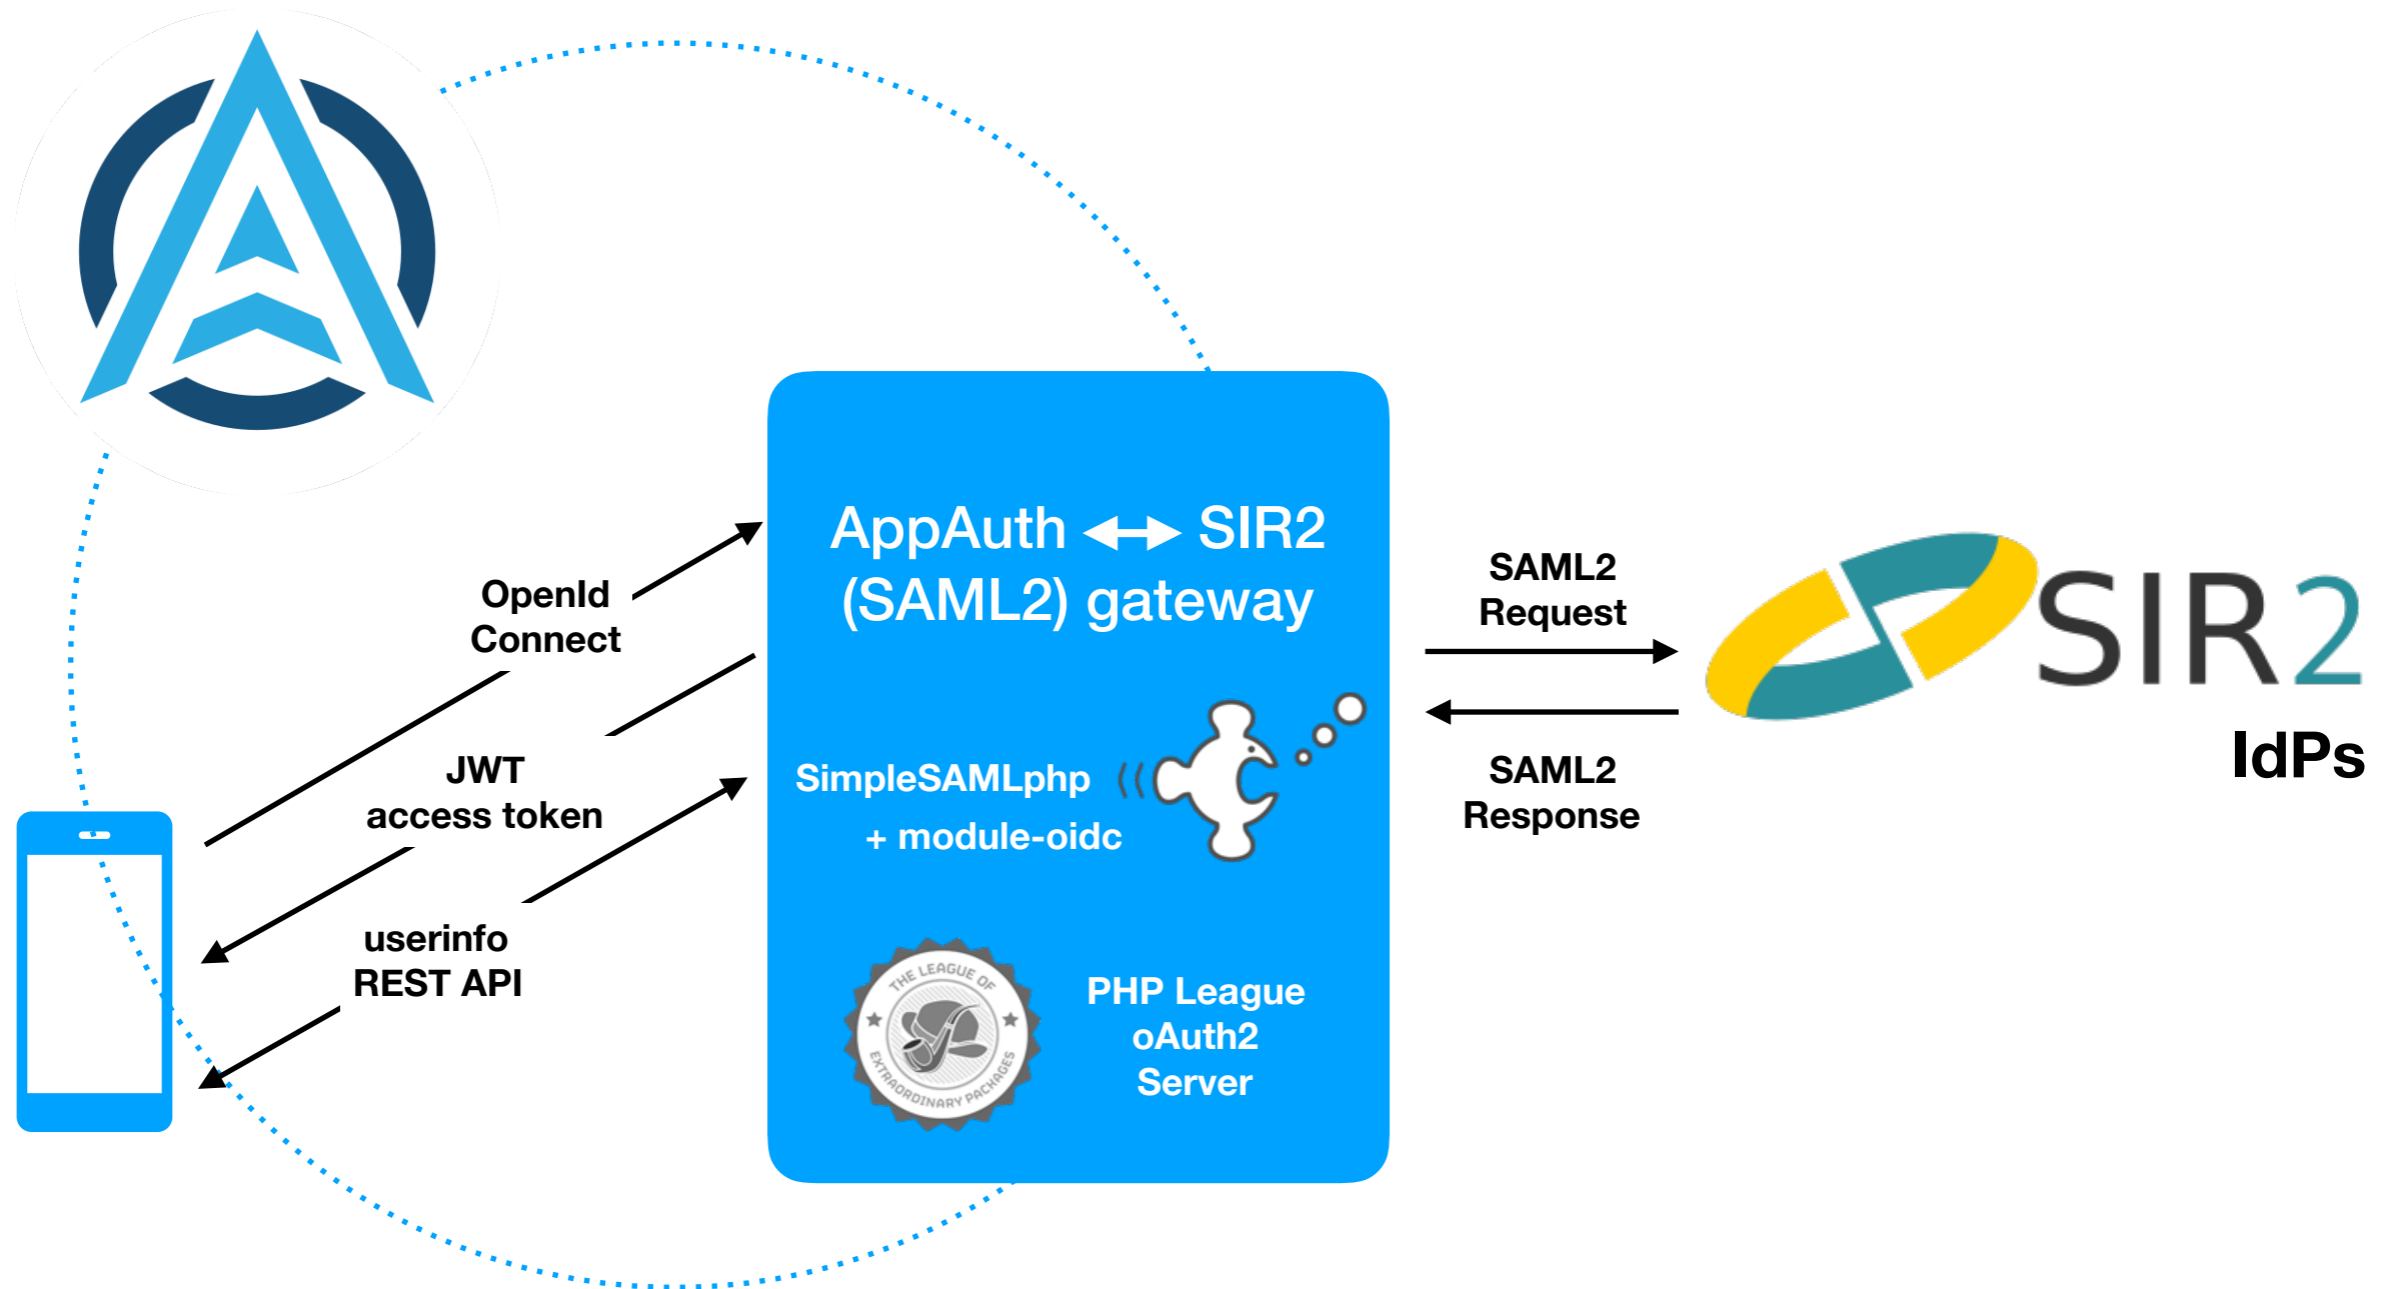 AppAuth SIR2
(SAML2) gateway
OpenId
Connect
JWT
access token
userinfo
REST API
SimpleSAMLphp
+ module-oidc
THE LEAGUE OF
EXTRAORDINARY PACKAGES
PHP League
oAuth2
Server
SAML2
Request
SAML2
Response
SIR2
IdPs